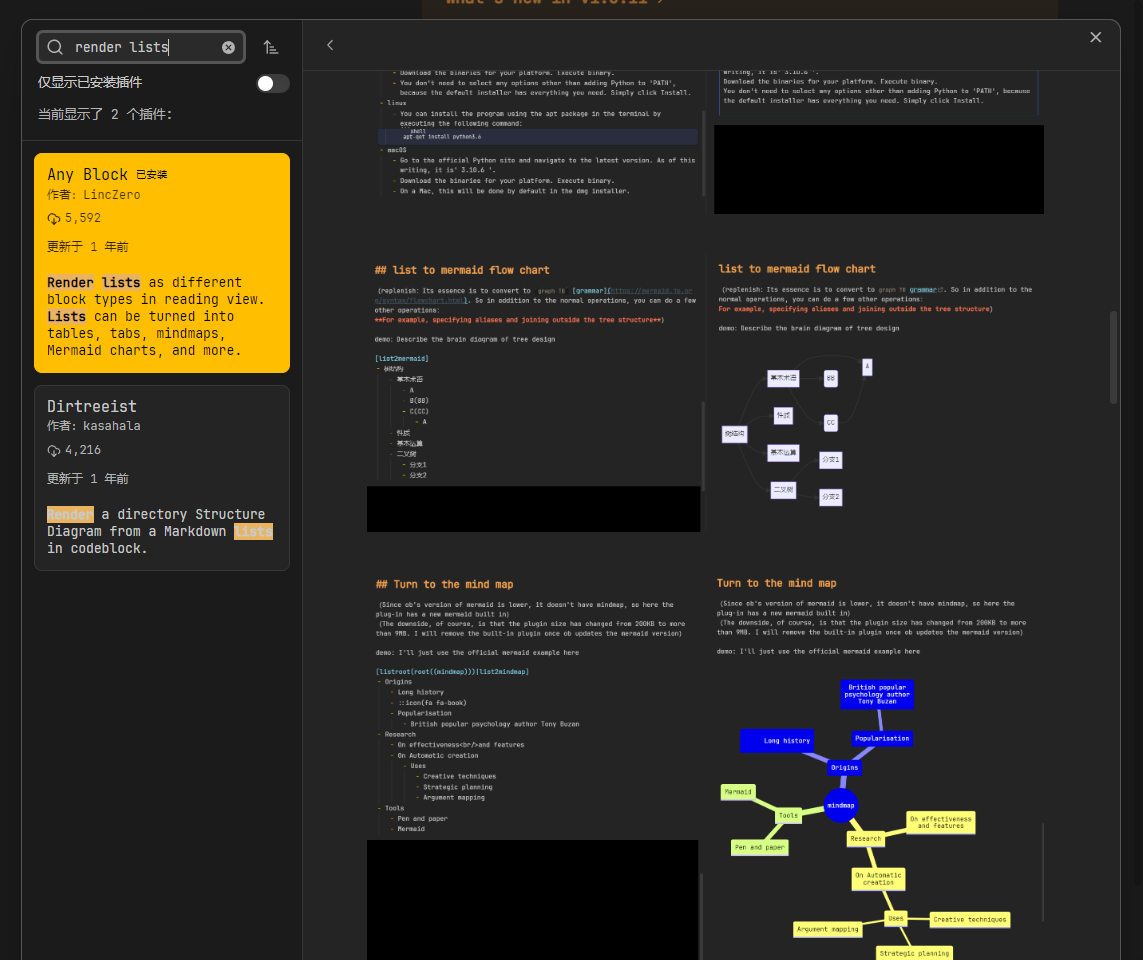 What's new in v1.8.11 >
render lists
仅显示已安装插件
当前显示了 2 个插件:
Any Block 已安装
作者: LincZero
5,592
更新于 1 年前
Render lists as different
block types in reading view.
Lists can be turned into
tables, tabs, mindmaps,
Mermaid charts, and more.
Dirtreeist
作者: kasahala
4,216
更新于 1 年前
Render a directory Structure
Diagram from a Markdown lists
in codeblock.
- Download the binaries for your platform. Execute binary.
- You don't need to select any options other than adding Python to 'PATH',
because the default installer has everything you need. Simply click Install.
- linux
- You can install the program using the apt package in the terminal by
executing the following command:
shell
apt-get install python3.6
- macOS
- Go to the official Python site and navigate to the latest version. As of this
writing, it is' 3.10.6 '.
- Download the binaries for your platform. Execute binary.
- On a Mac, this will be done by default in the dmg installer.
writing, it is' 3.10.6 '.
Download the binaries for your platform. Execute binary.
You don't need to select any options other than adding Python to 'PATH', because
the default installer has everything you need. Simply click Install.
## list to mermaid flow chart
(replenish: Its essence is to convert to graph TB [grammar](https://mermaid.js.or
g/syntax/flowchart.html). So in addition to the normal operations, you can do a few
other operations:
**For example, specifying aliases and joining outside the tree structure**)
demo: Describe the brain diagram of tree design
[list2mermaid]
- 树结构
- 基本术语
- A
- B(BB)
- C(CC)
- A
- 性质
- 基本运算
- 二叉树
- 分支1
- 分支2
list to mermaid flow chart
(replenish: Its essence is to convert to graph TB grammar. So in addition to the
normal operations, you can do a few other operations:
For example, specifying aliases and joining outside the tree structure)
demo: Describe the brain diagram of tree design
A
基本术语
BB
性质
CC
树结构
基本运算
分支1
二叉树
分支2
## Turn to the mind map
(Since ob's version of mermaid is lower, it doesn't have mindmap, so here the
plug-in has a new mermaid built in)
(The downside, of course, is that the plugin size has changed from 200KB to more
than 9MB. I will remove the built-in plugin once ob updates the mermaid version)
demo: I'll just use the official mermaid example here
[listroot(root((mindmap)))|list2mindmap]
- Origins
- Long history
- ::icon(fa fa-book)
- Popularisation
- British popular psychology author Tony Buzan
- Research
- On effectiveness<br/>and features
- On Automatic creation
- Uses
- Creative techniques
- Strategic planning
- Argument mapping
- Tools
- Pen and paper
- Mermaid
Turn to the mind map
(Since ob's version of mermaid is lower, it doesn't have mindmap, so here the
plug-in has a new mermaid built in)
(The downside, of course, is that the plugin size has changed from 200KB to more
than 9MB. I will remove the built-in plugin once ob updates the mermaid version)
demo: I'll just use the official mermaid example here
British popular
psychology author
Tony Buzan
Long history
Popularisation
Origins
Mermaid
mindmap
Tools
On effectiveness
and features
Research
Pen and paper
On Automatic
creation
Uses
Creative techniques
Argument mapping
Strategic planning